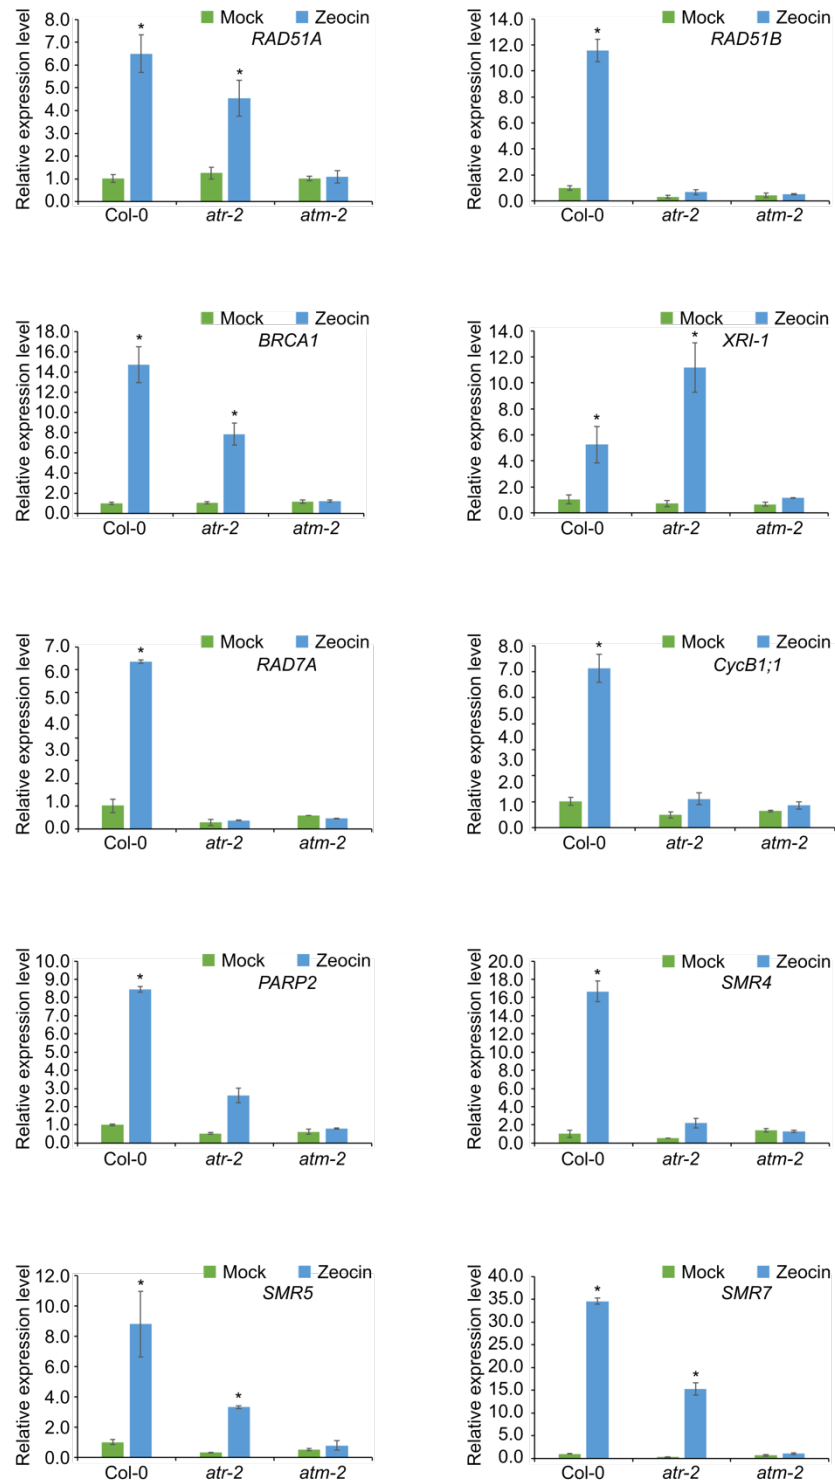 Mock Zeocin
RAD51A
Relative expression level
8.0
7.0
6.0
5.0
4.0
3.0
2.0
1.0
0.0
*
*
Col-0 atr-2 atm-2
Mock Zeocin
RAD51B
Relative expression level
14.0
12.0
10.0
8.0
6.0
4.0
2.0
0.0
*
Col-0 atr-2 atm-2
Mock Zeocin
BRCA1
Relative expression level
18.0
16.0
14.0
12.0
10.0
8.0
6.0
4.0
2.0
0.0
*
*
Col-0 atr-2 atm-2
Mock Zeocin
XRI-1
Relative expression level
14.0
12.0
10.0
8.0
6.0
4.0
2.0
0.0
*
*
Col-0 atr-2 atm-2
Mock Zeocin
RAD7A
Relative expression level
7.0
6.0
5.0
4.0
3.0
2.0
1.0
0.0
*
Col-0 atr-2 atm-2
Mock Zeocin
CycB1;1
Relative expression level
8.0
7.0
6.0
5.0
4.0
3.0
2.0
1.0
0.0
*
Col-0 atr-2 atm-2
Mock Zeocin
PARP2
Relative expression level
10.0
9.0
8.0
7.0
6.0
5.0
4.0
3.0
2.0
1.0
0.0
*
Col-0 atr-2 atm-2
Mock Zeocin
SMR4
Relative expression level
20.0
18.0
16.0
14.0
12.0
10.0
8.0
6.0
4.0
2.0
0.0
*
Col-0 atr-2 atm-2
Mock Zeocin
SMR5
Relative expression level
12.0
10.0
8.0
6.0
4.0
2.0
0.0
*
*
Col-0 atr-2 atm-2
Mock Zeocin
SMR7
Relative expression level
40.0
35.0
30.0
25.0
20.0
15.0
10.0
5.0
0.0
*
*
Col-0 atr-2 atm-2